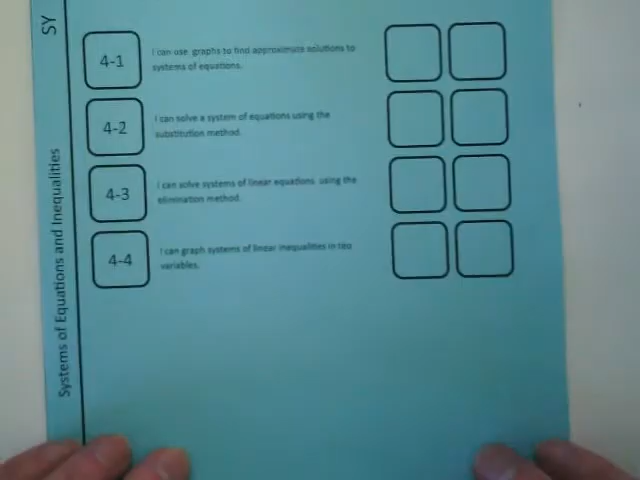 SY
Systems of Equations and Inequalities
4-1
I can use graphs to find approximate solutions to
systems of equations.
4-2
I can solve a system of equations using the
substitution method.
4-3
I can solve systems of linear equations using the
elimination method.
4-4
I can graph systems of linear inequalities in two
variables.